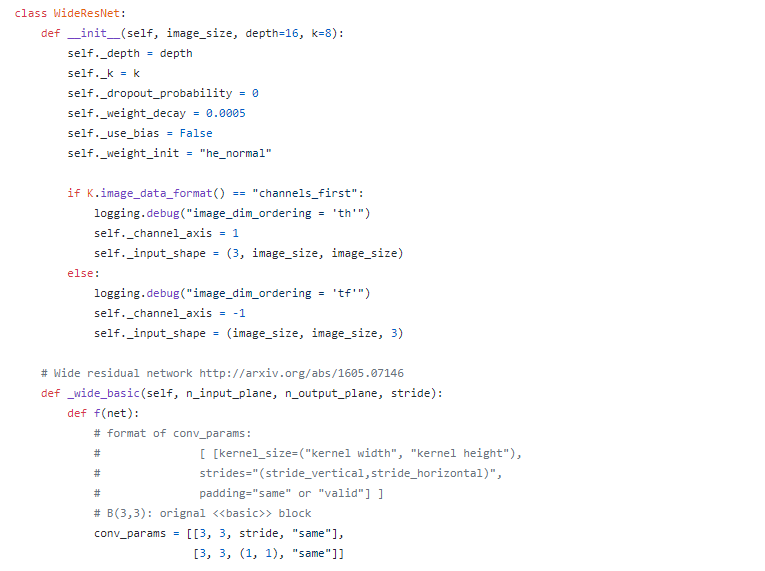 class WideResNet:
    def __init__(self, image_size, depth=16, k=8):
        self._depth = depth
        self._k = k
        self._dropout_probability = 0
        self._weight_decay = 0.0005
        self._use_bias = False
        self._weight_init = "he_normal"

        if K.image_data_format() == "channels_first":
            logging.debug("image_dim_ordering = 'th'")
            self._channel_axis = 1
            self._input_shape = (3, image_size, image_size)
        else:
            logging.debug("image_dim_ordering = 'tf'")
            self._channel_axis = -1
            self._input_shape = (image_size, image_size, 3)

    # Wide residual network http://arxiv.org/abs/1605.07146
    def _wide_basic(self, n_input_plane, n_output_plane, stride):
        def f(net):
            # format of conv_params:
            #               [ [kernel_size=("kernel width", "kernel height"),
            #               strides="(stride_vertical,stride_horizontal)",
            #               padding="same" or "valid"] ]
            # B(3,3): orignal <<basic>> block
            conv_params = [[3, 3, stride, "same"],
                           [3, 3, (1, 1), "same"]]